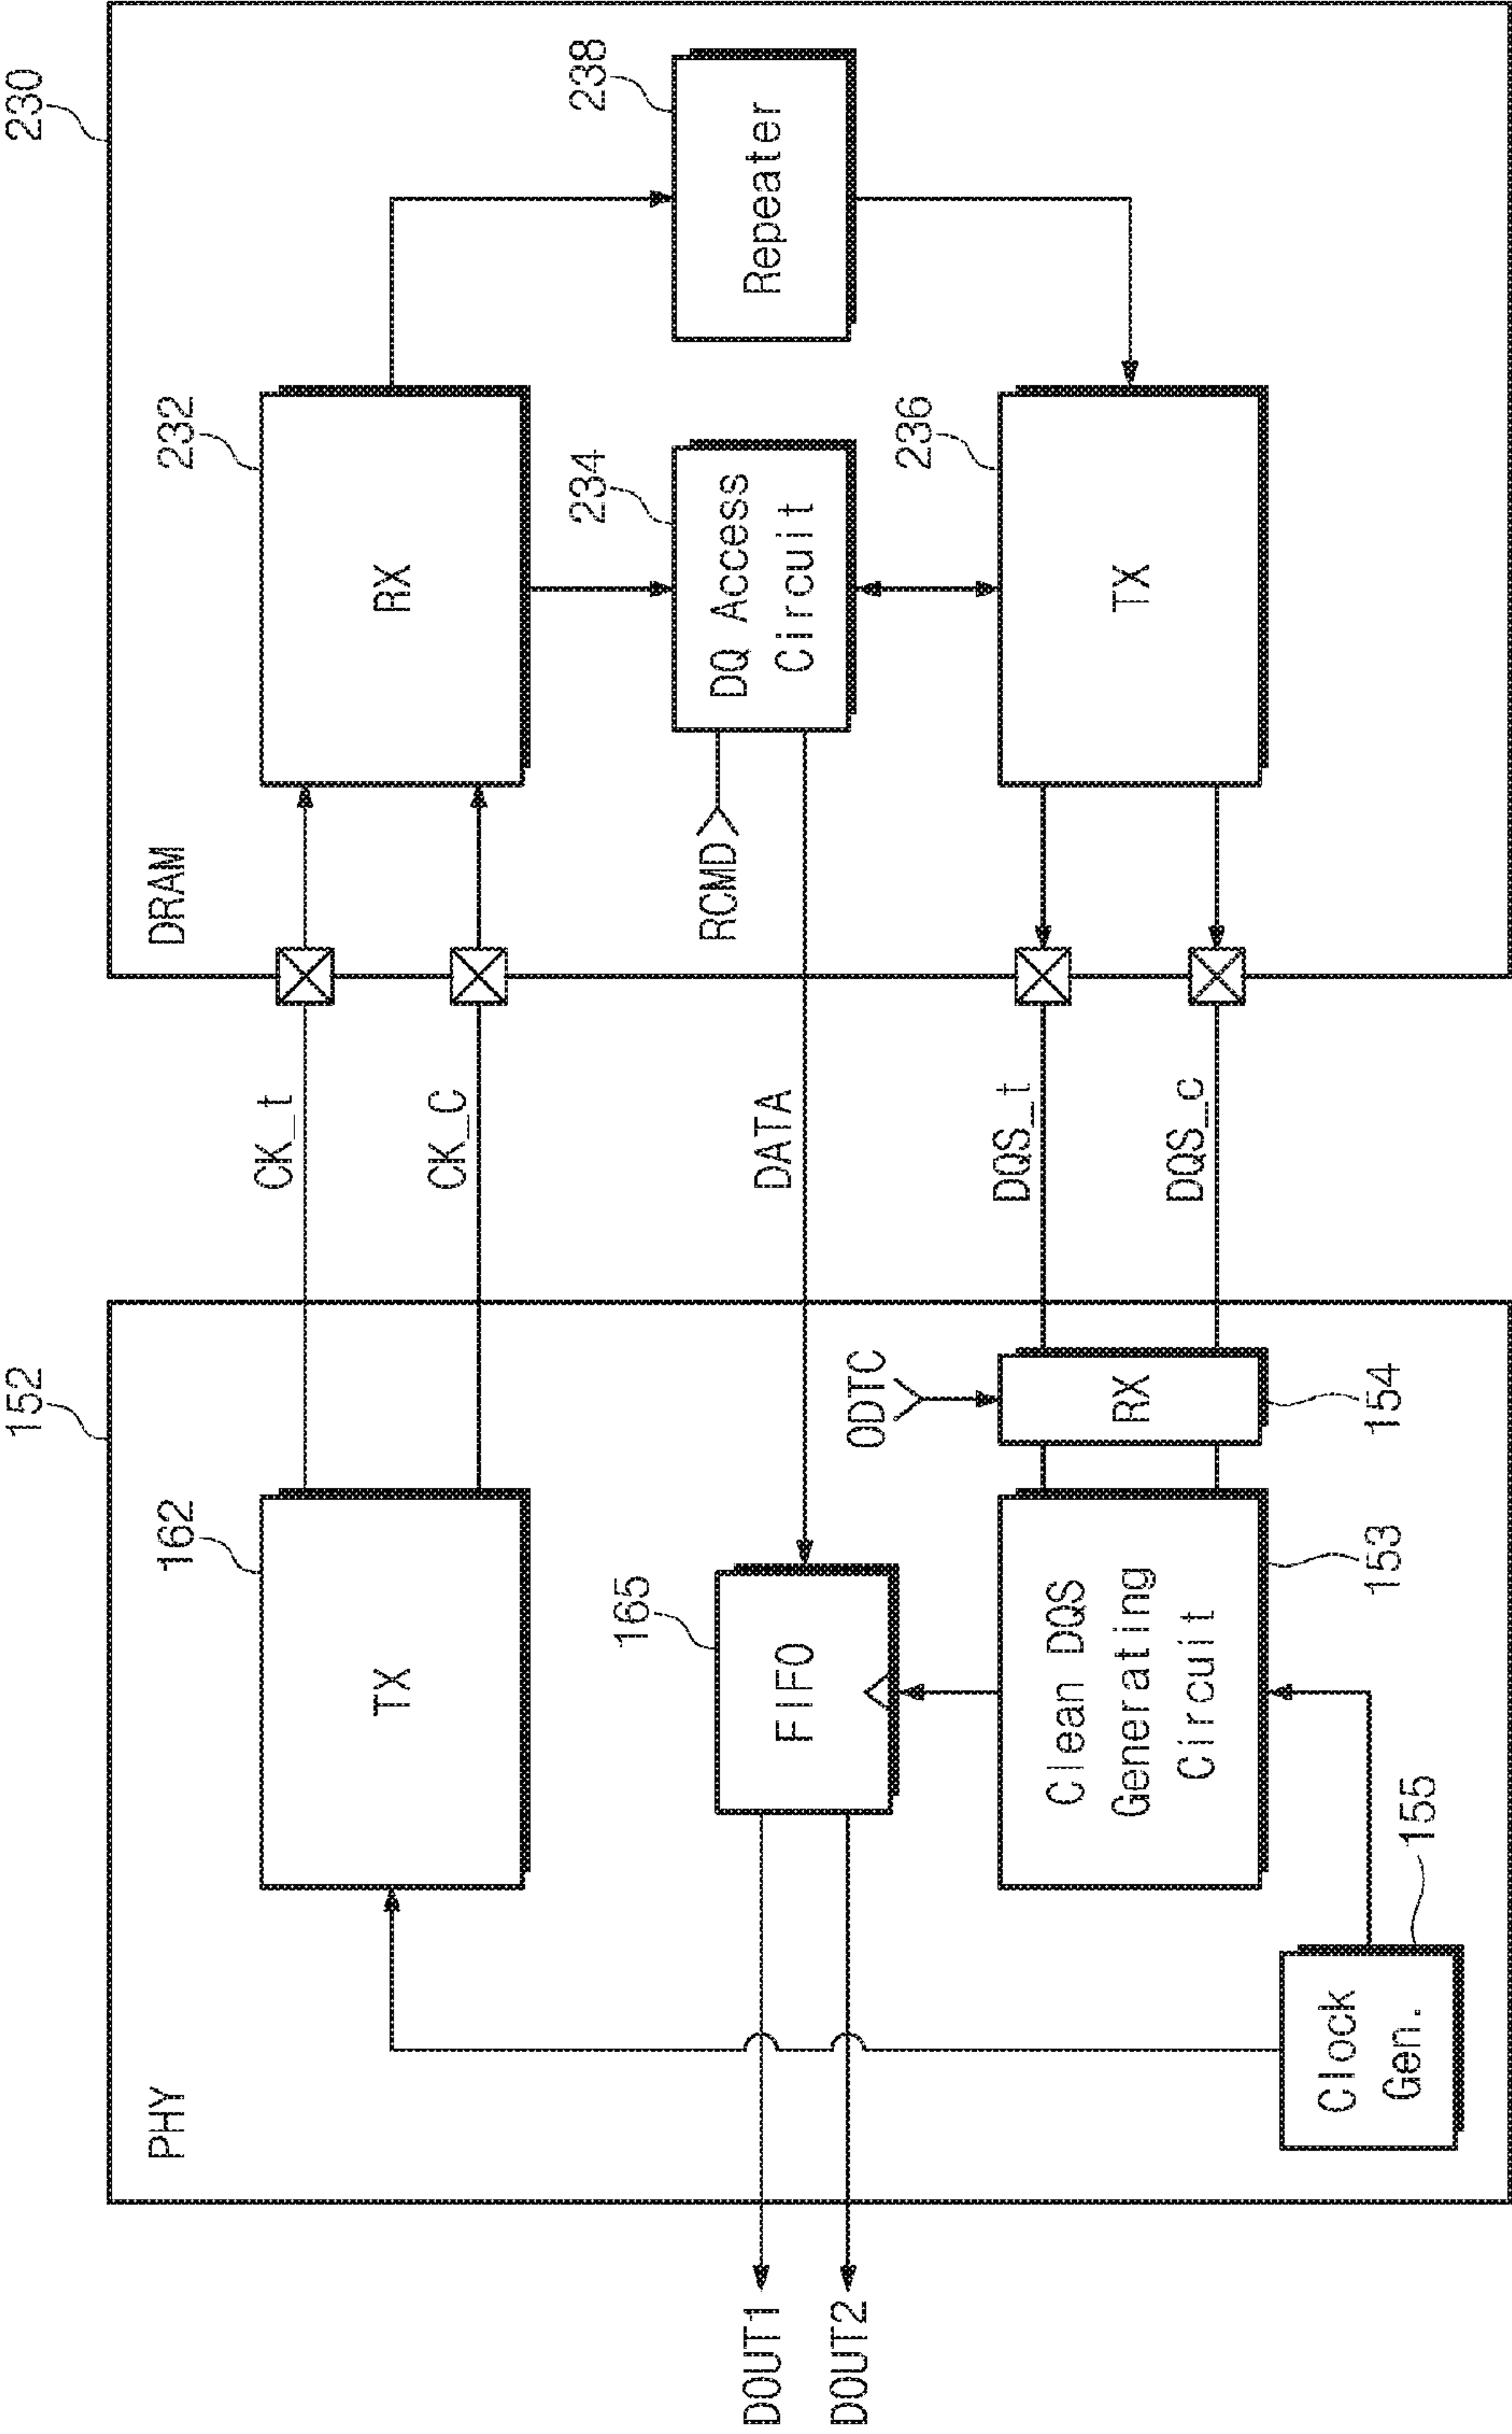 152
230
PHY
DRAM
162
TX
CK_t
CK_C
232
RX
165
FIFO
DATA
RCMD
234
DQ Access
Circuit
238
Repeater
DOUT1
DOUT2
ODTC
Clean DQS
Generating
Circuit
153
RX
154
DQS_t
DQS_c
236
TX
Clock
Gen.
155